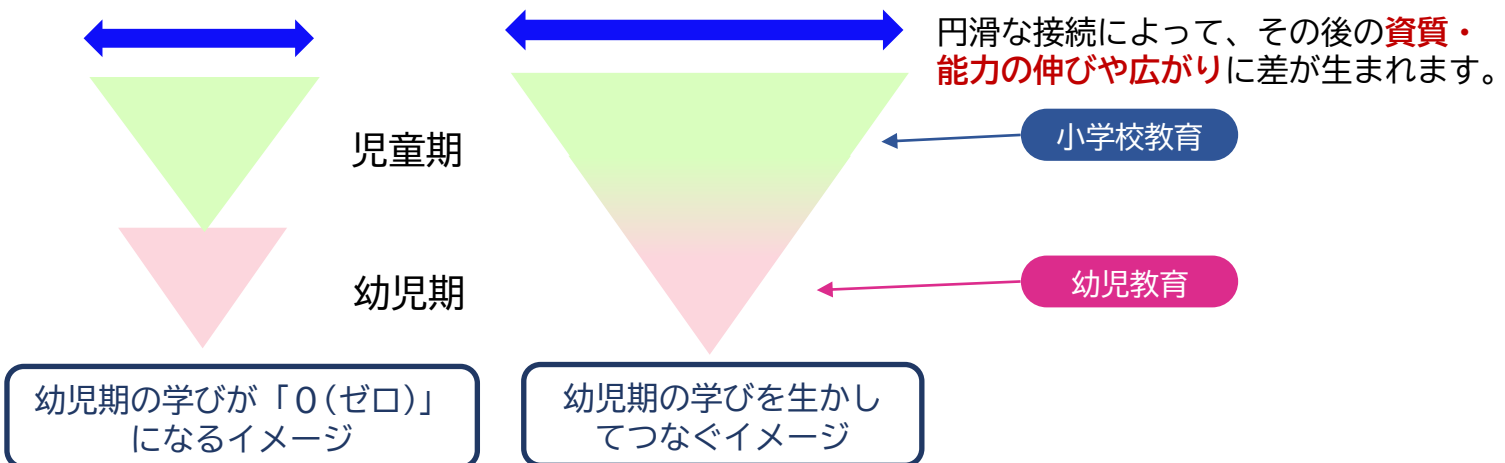 円滑な接続によって、その後の資質・
能力の伸びや広がりに差が生まれます。
児童期
小学校教育
幼児期
幼児教育
幼児期の学びが「０(ゼロ)」
になるイメージ
幼児期の学びを生かし
てつなぐイメージ